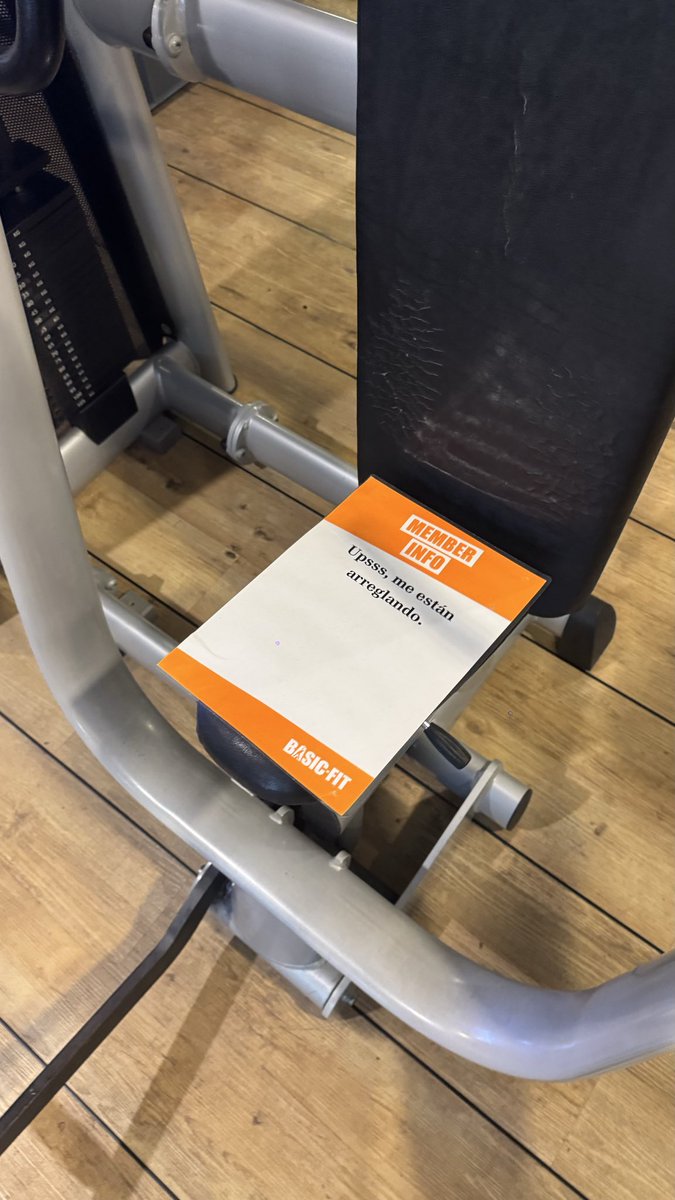 MEMBER
INFO
Upsss, me están
arreglando.
BASIC-FIT